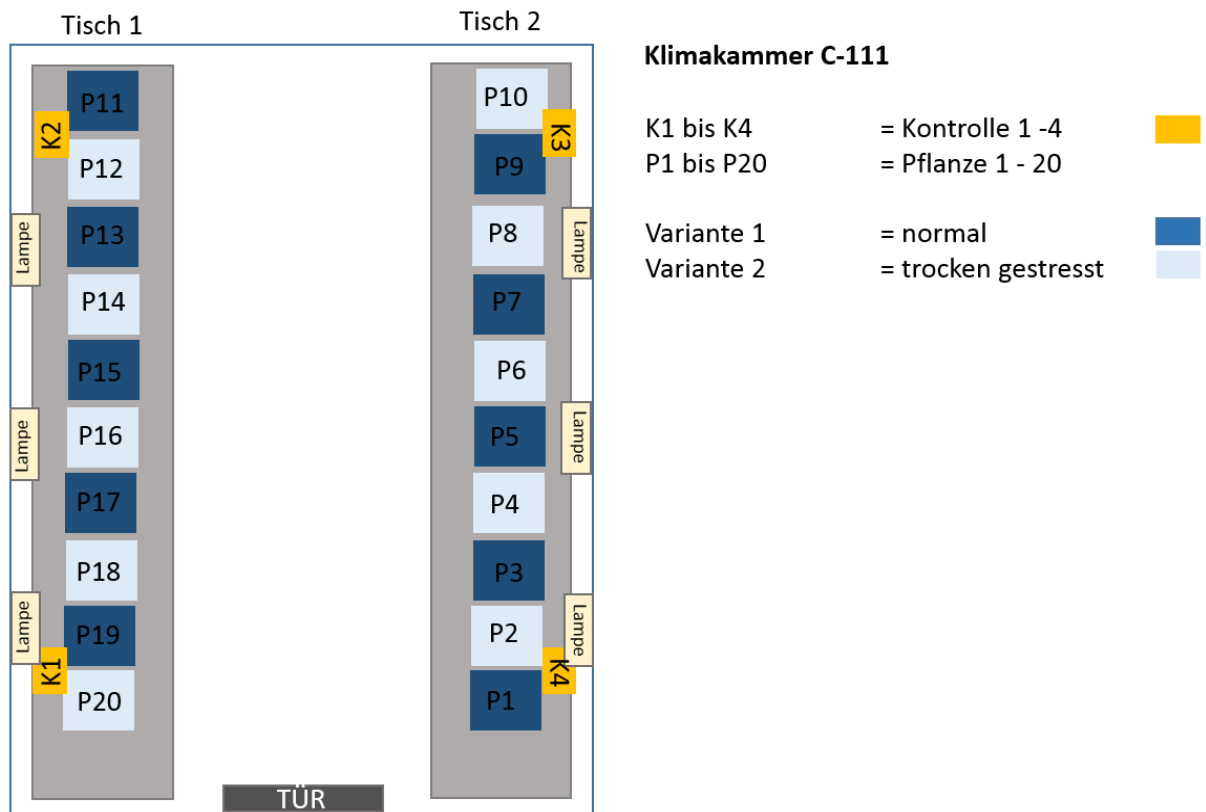 Tisch 1
Tisch 2
P11
K2
P12
Lampe
P13
P14
P15
Lampe
P16
P17
P18
Lampe
P19
K1
P20
P10
K3
P9
P8
Lampe
P7
P6
P5
Lampe
P4
P3
P2
Lampe
K4
P1
TÜR
Klimakammer C-111
K1 bis K4 = Kontrolle 1 -4
P1 bis P20 = Pflanze 1 - 20
Variante 1 = normal
Variante 2 = trocken gestresst